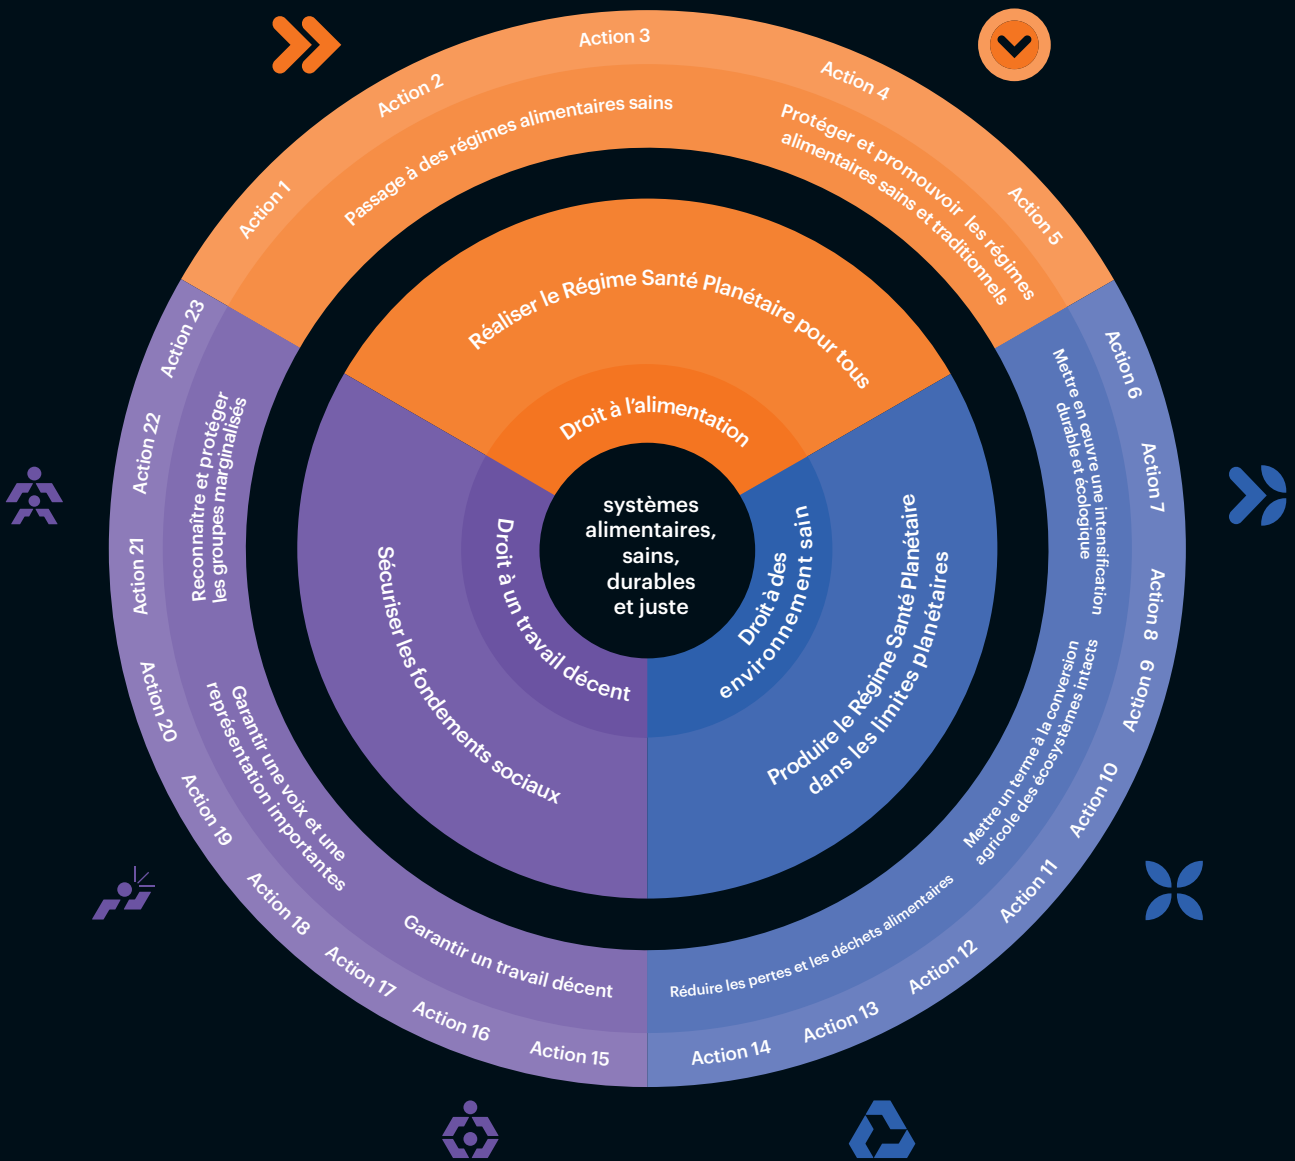 Action 1
Action 2
Action 3
Action 4
Action 5
Passage à des régimes alimentaires sains
Protéger et promouvoir les régimes
alimentaires sains et traditionnels
Réaliser le Régime Santé Planétaire pour tous
Droit à l'alimentation
systèmes
alimentaires,
sains,
durables
et juste
Action 6
Action 7
Action 8
Action 9
Action 10
Action 11
Action 12
Action 13
Action 14
Mettre en œuvre une intensification
durable et écologique
Mettre un terme à la conversion
agricole des écosystèmes intacts
Réduire les pertes et les déchets alimentaires
Produire le Régime Santé Planétaire
dans les limites planétaires
Droit à des
environnement sain
Action 15
Action 16
Action 17
Action 18
Action 19
Action 20
Action 21
Action 22
Action 23
Garantir un travail décent
Garantir une voix et une
représentation importantes
Reconnaître et protéger
les groupes marginalisés
Sécuriser les fondements sociaux
Droit à un travail décent